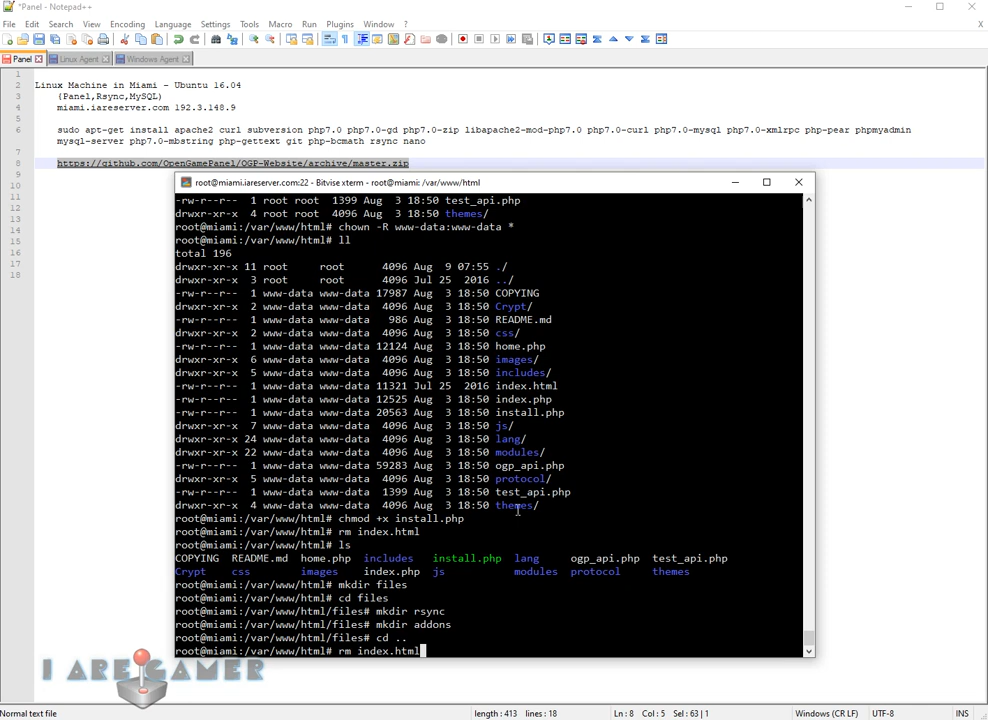 *Panel - Notepad++
File Edit Search View Encoding Language Settings Tools Macro Run Plugins Window ? X
Panel Linux Agent Windows Agent
1
2 Linux Machine in Miami - Ubuntu 16.04
3 (Panel,Rsync,MySQL)
4 miami.iareserver.com 192.3.148.9
5
6 sudo apt-get install apache2 curl subversion php7.0 php7.0-gd php7.0-zip libapache2-mod-php7.0 php7.0-curl php7.0-mysql php7.0-xmlrpc php-pear phpmyadmin
mysql-server php7.0-mbstring php-gettext git php-bcmath rsync nano
7
8 https://github.com/OpenGamePanel/OGP-Website/archive/master.zip
9
10
11
12
13
14
15
16
17
18
root@miami.iareserver.com:22 - Bitvise xterm - root@miami: /var/www/html
-rw-r--r-- 1 root root 1399 Aug 3 18:50 test_api.php
drwxr-xr-x 4 root root 4096 Aug 3 18:50 themes/
root@miami:/var/www/html# chown -R www-data:www-data *
root@miami:/var/www/html# ll
total 196
drwxr-xr-x 11 root root 4096 Aug 9 07:55 ./
drwxr-xr-x 3 root root 4096 Jul 25 2016 ../
-rw-r--r-- 1 www-data www-data 17987 Aug 3 18:50 COPYING
drwxr-xr-x 2 www-data www-data 4096 Aug 3 18:50 Crypt/
-rw-r--r-- 1 www-data www-data 986 Aug 3 18:50 README.md
drwxr-xr-x 2 www-data www-data 4096 Aug 3 18:50 css/
-rw-r--r-- 1 www-data www-data 12124 Aug 3 18:50 home.php
drwxr-xr-x 6 www-data www-data 4096 Aug 3 18:50 images/
drwxr-xr-x 4 www-data www-data 4096 Aug 3 18:50 includes/
-rw-r--r-- 1 www-data www-data 11321 Jul 25 2016 index.html
-rw-r--r-- 1 www-data www-data 12525 Aug 3 18:50 index.php
-rw-r--r-- 1 www-data www-data 20563 Aug 3 18:50 install.php
drwxr-xr-x 7 www-data www-data 4096 Aug 3 18:50 js/
drwxr-xr-x 24 www-data www-data 4096 Aug 3 18:50 lang/
drwxr-xr-x 22 www-data www-data 4096 Aug 3 18:50 modules/
-rw-r--r-- 1 www-data www-data 59283 Aug 3 18:50 ogp_api.php
drwxr-xr-x 5 www-data www-data 4096 Aug 3 18:50 protocol/
-rw-r--r-- 1 www-data www-data 1399 Aug 3 18:50 test_api.php
drwxr-xr-x 4 www-data www-data 4096 Aug 3 18:50 themes/
root@miami:/var/www/html# chmod +x install.php
root@miami:/var/www/html# rm index.html
root@miami:/var/www/html# ls
COPYING README.md home.php includes install.php lang ogp_api.php test_api.php
Crypt css images index.php js modules protocol themes
root@miami:/var/www/html# mkdir files
root@miami:/var/www/html# cd files
root@miami:/var/www/html/files# mkdir rsync
root@miami:/var/www/html/files# mkdir addons
root@miami:/var/www/html/files# cd ..
root@miami:/var/www/html# rm index.html
I ARE GAMER
Normal text file length : 413 lines : 18 Ln : 8 Col : 5 Sel : 63 | 1 Windows (CR LF) UTF-8 INS